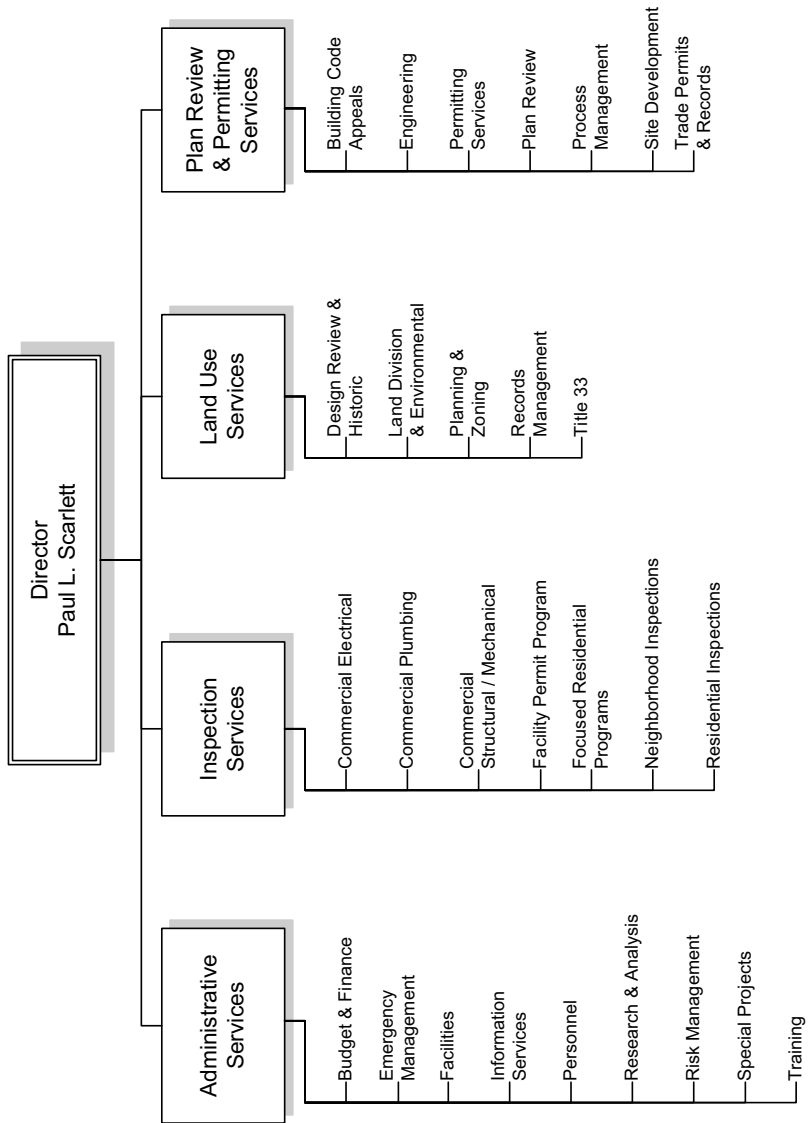 Director
Paul L. Scarlett
Administrative
Services
Budget & Finance
Emergency
Management
Facilities
Information
Services
Personnel
Research & Analysis
Risk Management
Special Projects
Training
Inspection
Services
Commercial Electrical
Commercial Plumbing
Commercial
Structural / Mechanical
Facility Permit Program
Focused Residential
Programs
Neighborhood Inspections
Residential Inspections
Land Use
Services
Design Review &
Historic
Land Division
& Environmental
Planning &
Zoning
Records
Management
Title 33
Plan Review
& Permitting
Services
Building Code
Appeals
Engineering
Permitting
Services
Plan Review
Process
Management
Site Development
Trade Permits
& Records